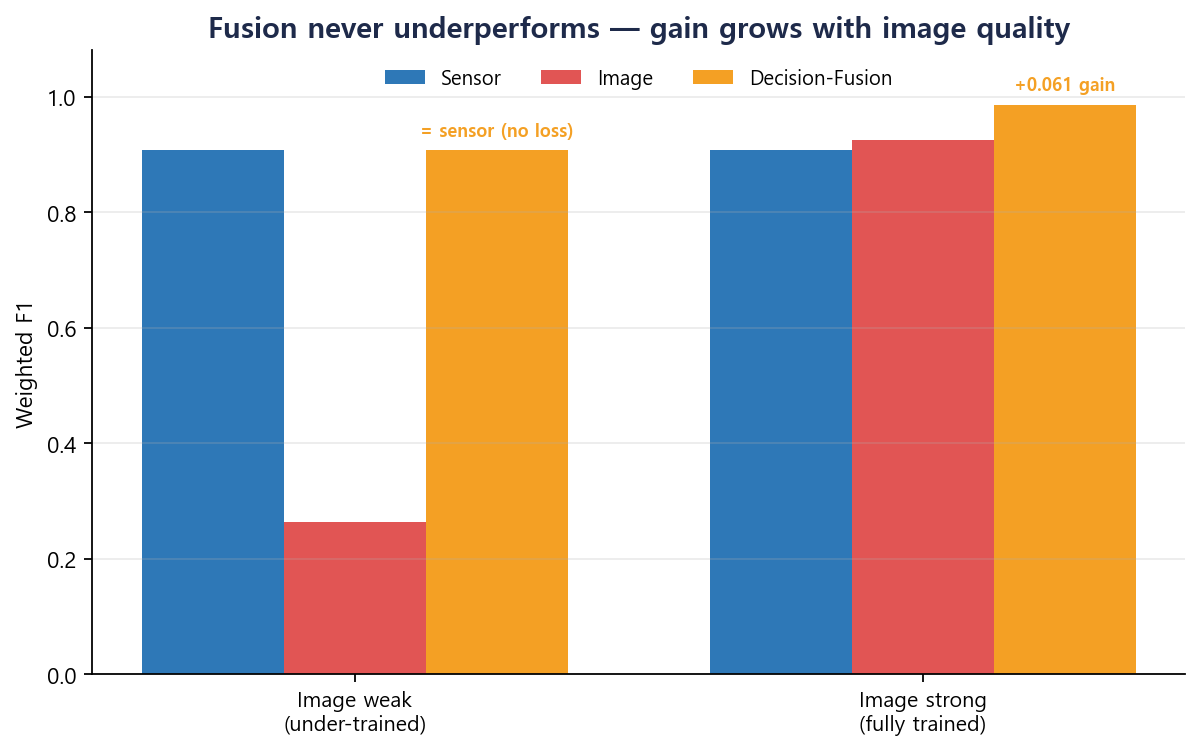 Fusion never underperforms — gain grows with image quality
Sensor
Image
Decision-Fusion
+0.061 gain
= sensor (no loss)
Weighted F1
1.0
0.8
0.6
0.4
0.2
0.0
Image weak
(under-trained)
Image strong
(fully trained)